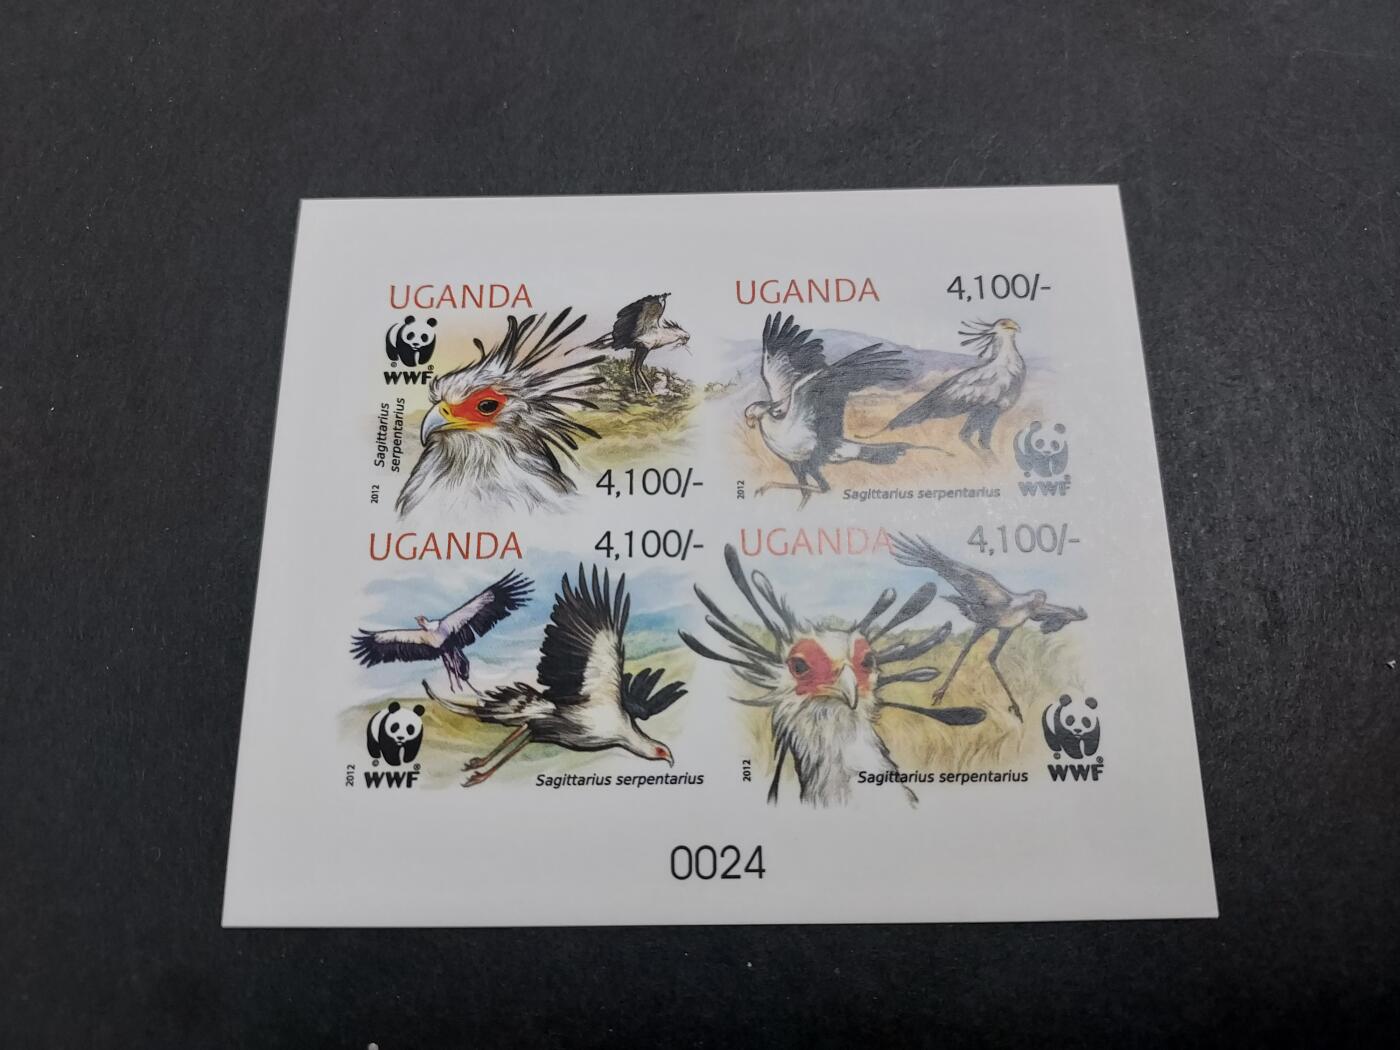 UGANDA
WWF
Sagittarius
serpentarius
2012
4,100/-
UGANDA
4,100/-
2012
Sagittarius serpentarius
WWF
UGANDA
4,100/-
2012
WWF
Sagittarius serpentarius
UGANDA
4,100/-
2012
Sagittarius serpentarius
WWF
0024